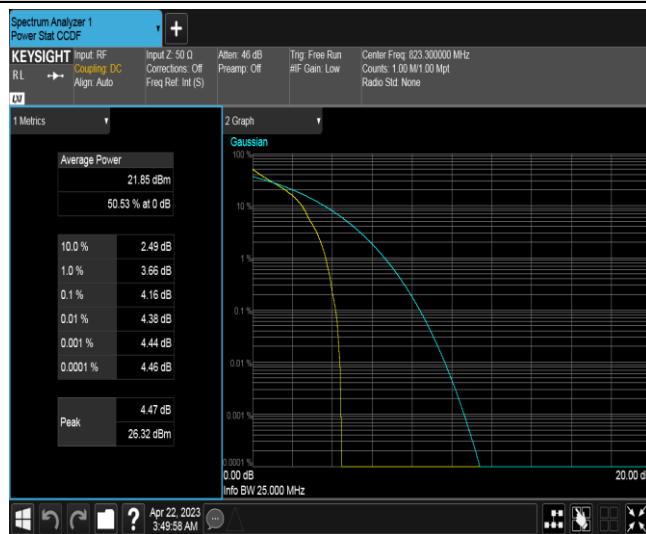 Spectrum Analyzer 1
Power Stat CCDF
KEYSIGHT
Input: RF
Coupling: DC
Align: Auto
Input Z: 50 Ω
Corrections: Off
Freq Ref: Int (S)
Atten: 46 dB
Preamp: Off
Trig: Free Run
#IF Gain: Low
Center Freq: 823.300000 MHz
Counts: 1.00 M/1.00 Mpt
Radio Std: None
RL
LXI
1 Metrics
Average Power
21.85 dBm
50.53 % at 0 dB
10.0 % 2.49 dB
1.0 % 3.66 dB
0.1 % 4.16 dB
0.01 % 4.38 dB
0.001 % 4.44 dB
0.0001 % 4.46 dB
Peak
4.47 dB
26.32 dBm
2 Graph
Gaussian
100 %
10 %
1 %
0.1 %
0.01 %
0.001 %
0.0001 %
0.00 dB
20.00 d
Info BW 25.000 MHz
?
Apr 22, 2023
3:49:58 AM